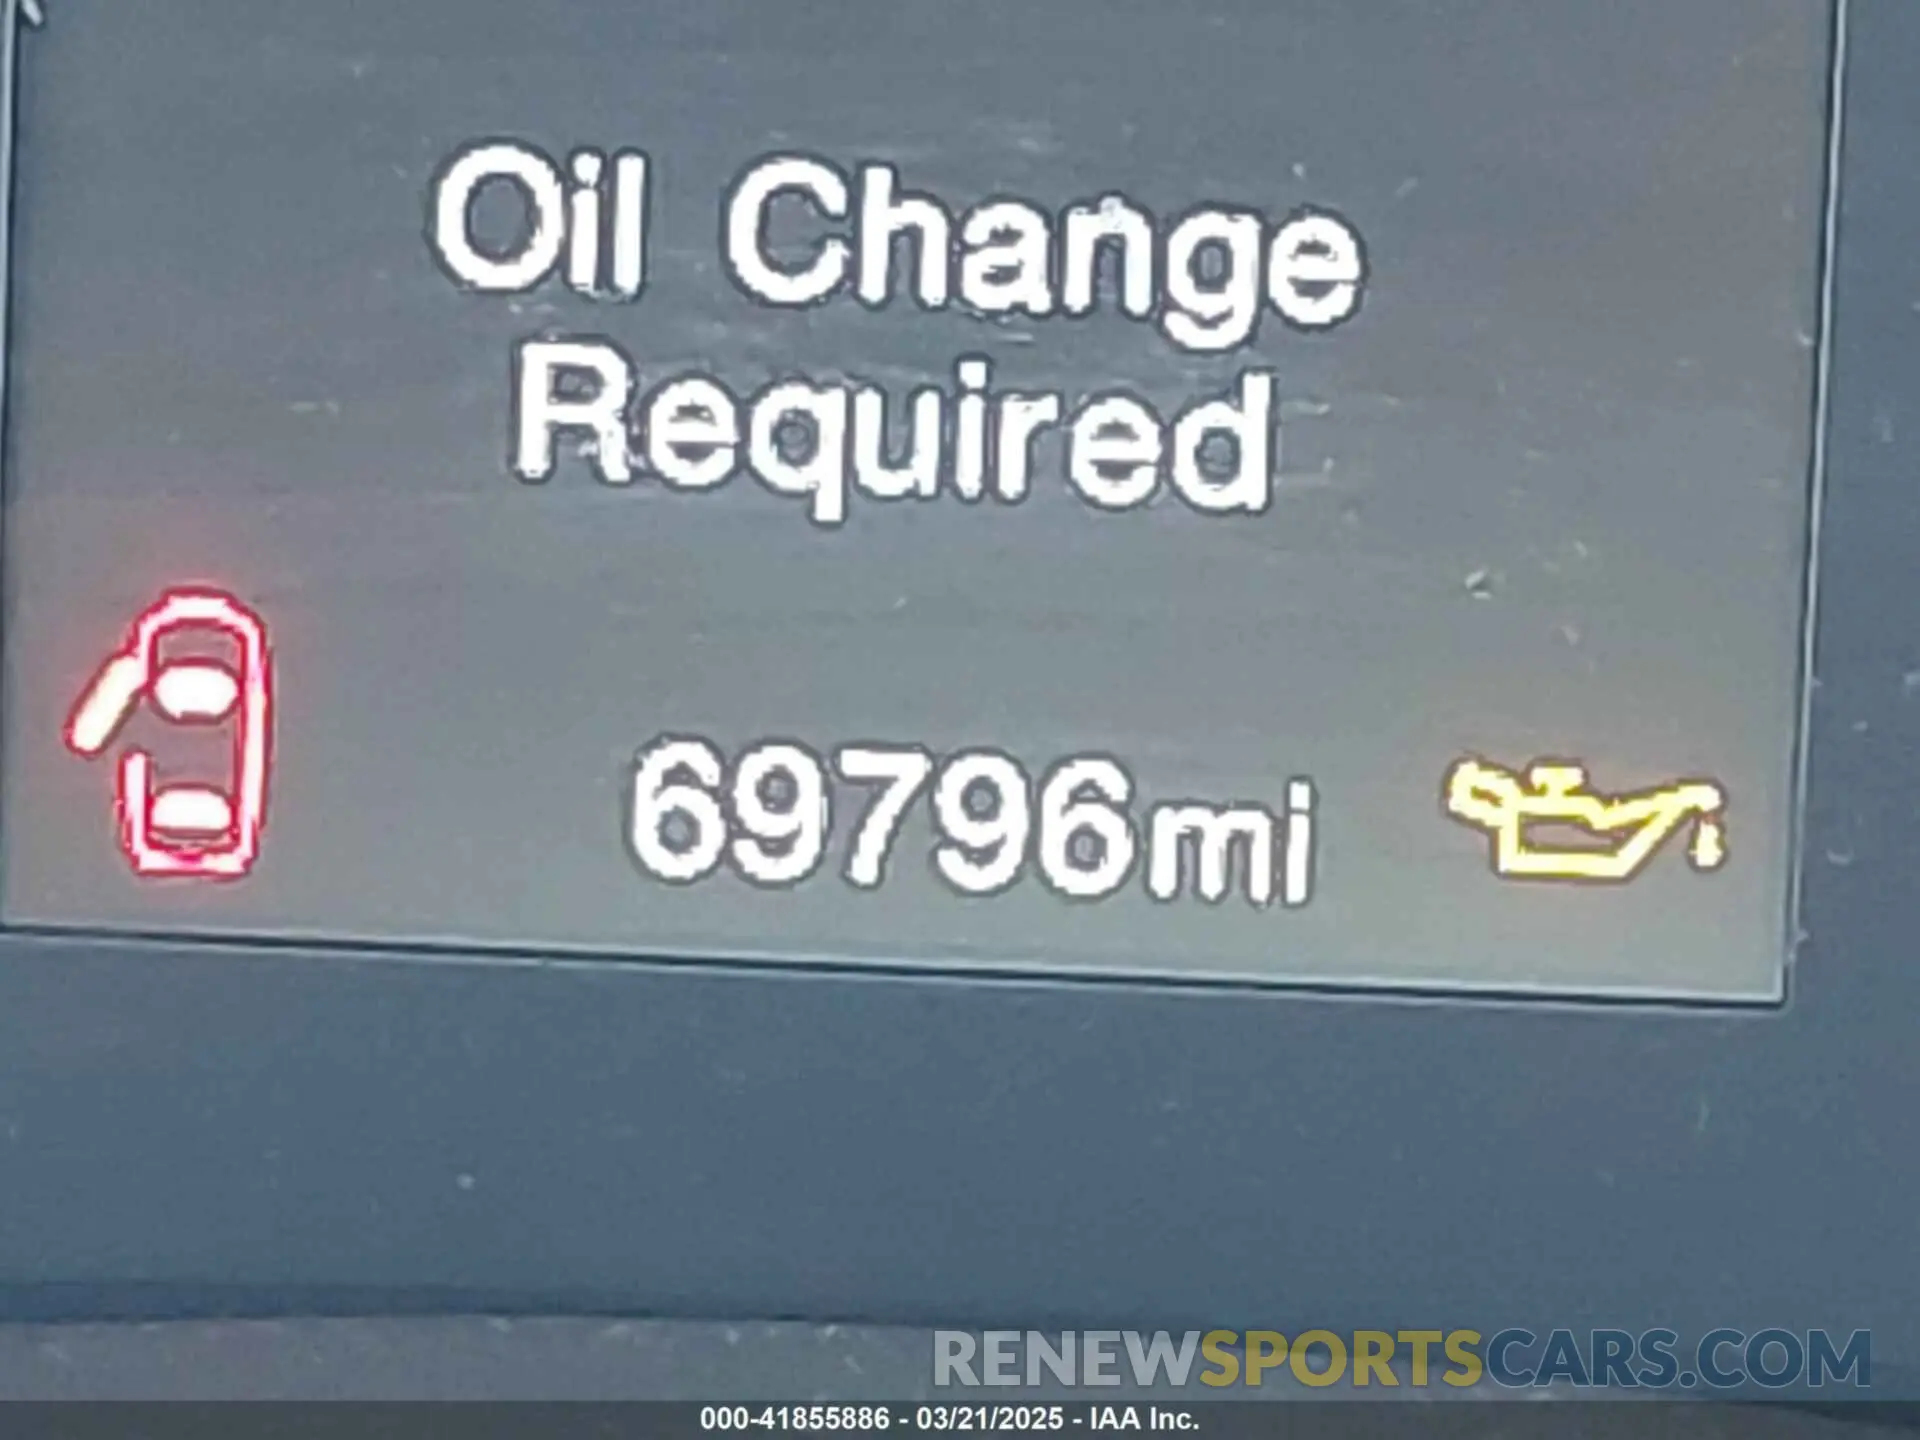 Oil Change
Required
69796mi
RENEWSPORTSCARS.COM
000-41855886 - 03/21/2025 - IAA Inc.